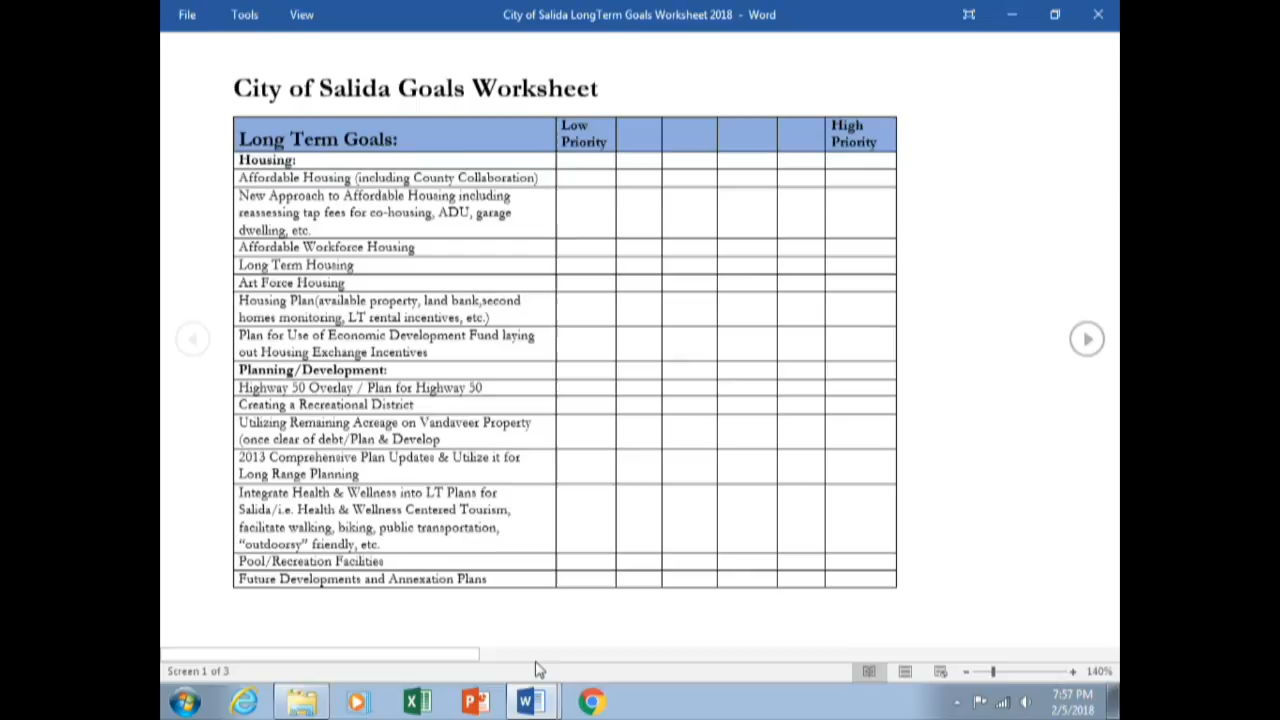 File Tools View City of Salida LongTerm Goals Worksheet 2018 - Word
City of Salida Goals Worksheet
Long Term Goals: Low Priority High Priority
Housing:
Affordable Housing (including County Collaboration)
New Approach to Affordable Housing including
reassessing tap fees for co-housing, ADU, garage
dwelling, etc.
Affordable Workforce Housing
Long Term Housing
Art Force Housing
Housing Plan(available property, land bank,second
homes monitoring, LT rental incentives, etc.)
Plan for Use of Economic Development Fund laying
out Housing Exchange Incentives
Planning/Development:
Highway 50 Overlay / Plan for Highway 50
Creating a Recreational District
Utilizing Remaining Acreage on Vandaveer Property
(once clear of debt/Plan & Develop
2013 Comprehensive Plan Updates & Utilize it for
Long Range Planning
Integrate Health & Wellness into LT Plans for
Salida/i.e. Health & Wellness Centered Tourism,
facilitate walking, biking, public transportation,
“outdoorsy” friendly, etc.
Pool/Recreation Facilities
Future Developments and Annexation Plans
Screen 1 of 3 140%
7:57 PM
2/5/2018